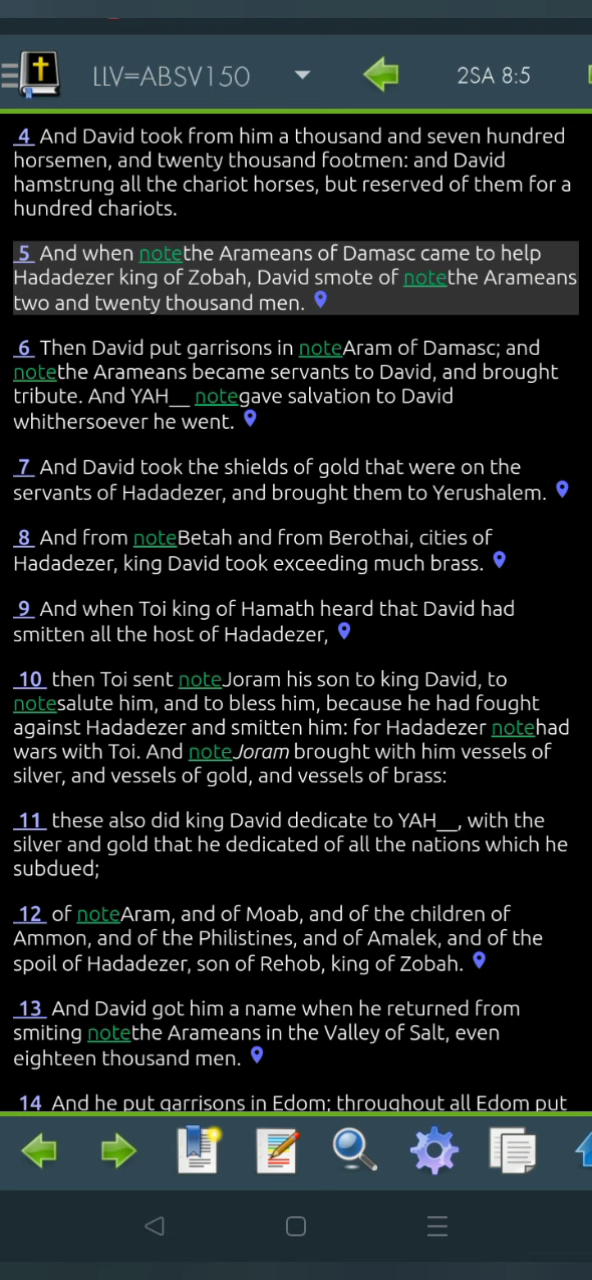 LLV=ABSV150
2SA 8:5
4 And David took from him a thousand and seven hundred
horsemen, and twenty thousand footmen: and David
hamstrung all the chariot horses, but reserved of them for a
hundred chariots.
5 And when notethe Arameans of Damasc came to help
Hadadezer king of Zobah, David smote of notethe Arameans
two and twenty thousand men.
6 Then David put garrisons in noteAram of Damasc; and
notethe Arameans became servants to David, and brought
tribute. And YAH__ notegave salvation to David
whithersoever he went.
7 And David took the shields of gold that were on the
servants of Hadadezer, and brought them to Yerushalem.
8 And from noteBetah and from Berothai, cities of
Hadadezer, king David took exceeding much brass.
9 And when Toi king of Hamath heard that David had
smitten all the host of Hadadezer,
10 then Toi sent noteJoram his son to king David, to
notesalute him, and to bless him, because he had fought
against Hadadezer and smitten him: for Hadadezer notehad
wars with Toi. And noteJoram brought with him vessels of
silver, and vessels of gold, and vessels of brass:
11 these also did king David dedicate to YAH__, with the
silver and gold that he dedicated of all the nations which he
subdued;
12 of noteAram, and of Moab, and of the children of
Ammon, and of the Philistines, and of Amalek, and of the
spoil of Hadadezer, son of Rehob, king of Zobah.
13 And David got him a name when he returned from
smiting notethe Arameans in the Valley of Salt, even
eighteen thousand men.
14 And he put garrisons in Edom; throughout all Edom put